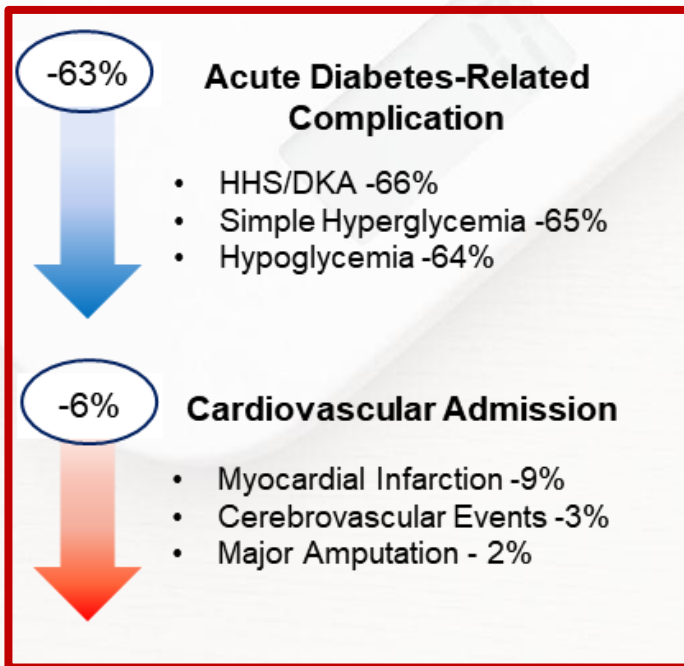 -63%
Acute Diabetes-Related
Complication
• HHS/DKA -66%
• Simple Hyperglycemia -65%
• Hypoglycemia -64%
-6%
Cardiovascular Admission
• Myocardial Infarction -9%
• Cerebrovascular Events -3%
• Major Amputation - 2%